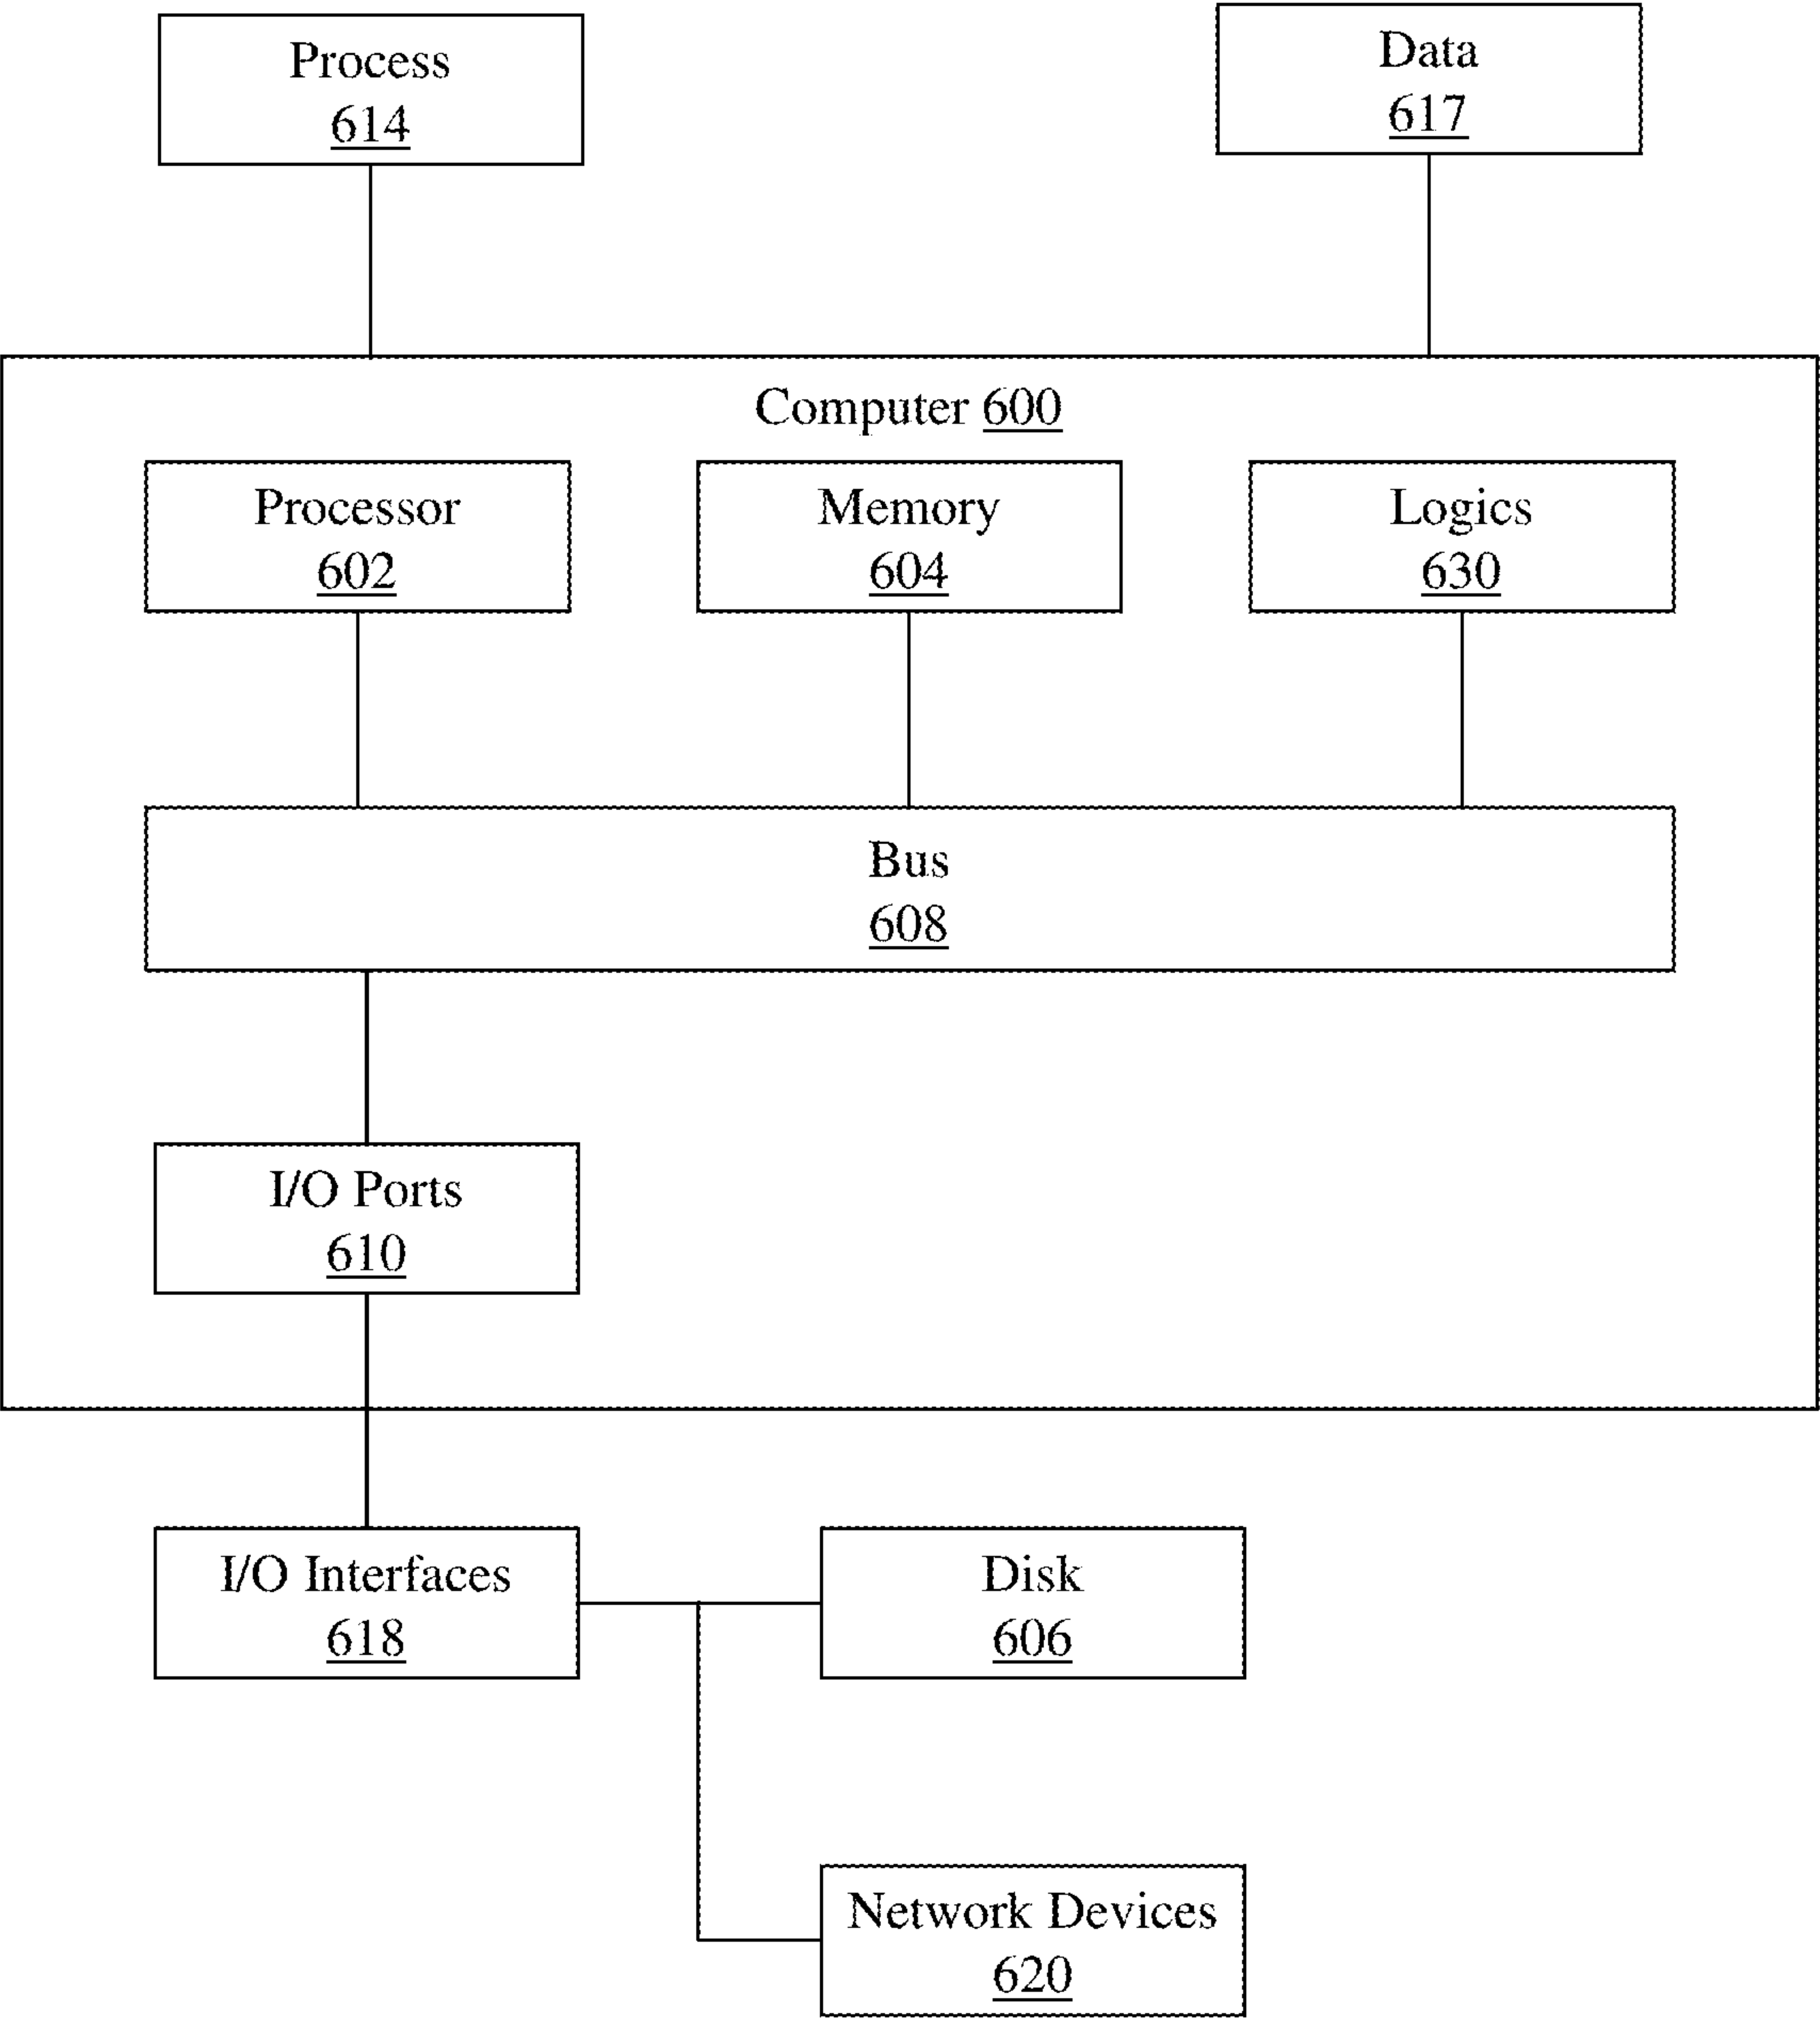 Process
614
Data
617
Computer 600
Processor
602
Memory
604
Logics
630
Bus
608
I/O Ports
610
I/O Interfaces
618
Disk
606
Network Devices
620